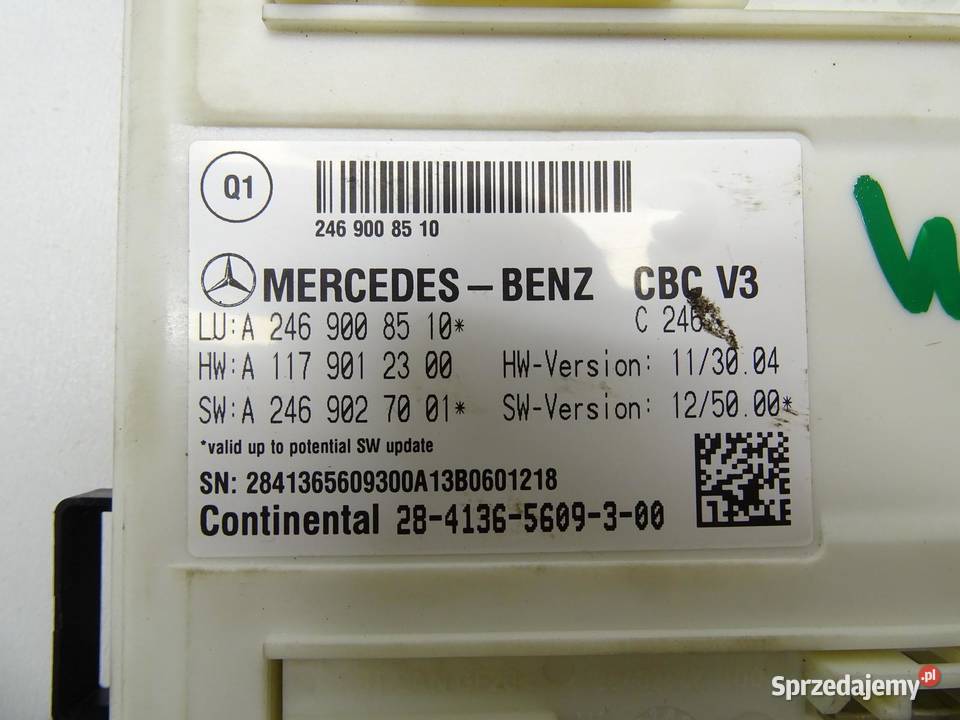 Q1
246 900 85 10
MERCEDES-BENZ CBC V3
LU:A 246 900 85 10* C 246
HW:A 117 901 23 00 HW-Version: 11/30.04
SW:A 246 902 70 01* SW-Version: 12/50.00*
*valid up to potential SW update
SN: 2841365609300A13B0601218
Continental 28-4136-5609-3-00
Sprzedajemy.pl